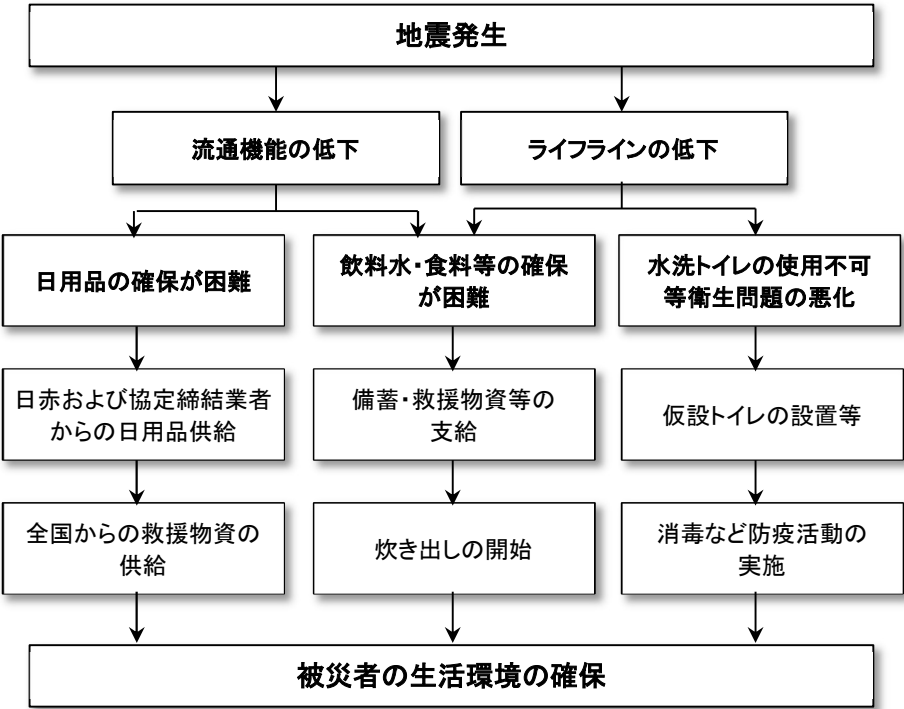 地震発生
流通機能の低下
ライフラインの低下
日用品の確保が困難
飲料水・食料等の確保
が困難
水洗トイレの使用不可
等衛生問題の悪化
日赤および協定締結業者
からの日用品供給
備蓄・救援物資等の
支給
仮設トイレの設置等
全国からの救援物資の
供給
炊き出しの開始
消毒など防疫活動の
実施
被災者の生活環境の確保